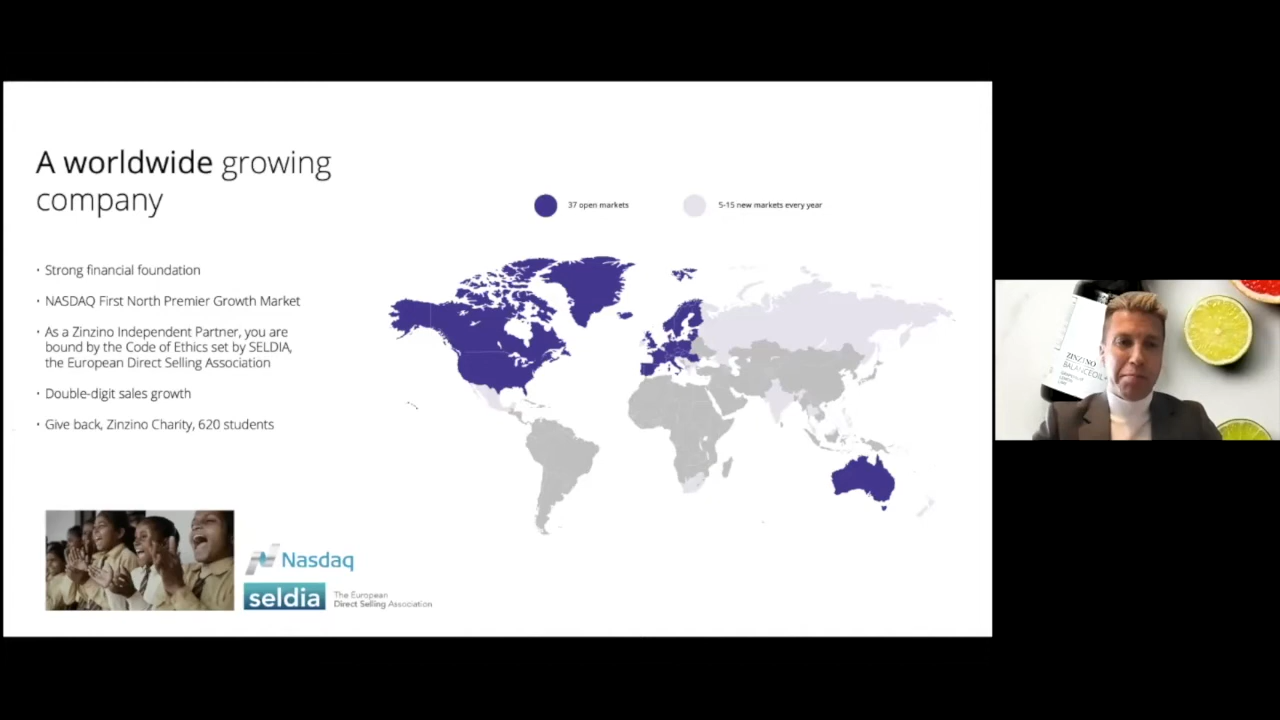 A worldwide growing
company
37 open markets
5-15 new markets every year
· Strong financial foundation
· NASDAQ First North Premier Growth Market
· As a Zinzino Independent Partner, you are
bound by the Code of Ethics set by SELDIA,
the European Direct Selling Association
· Double-digit sales growth
· Give back, Zinzino Charity, 620 students
Nasdaq
seldia
The European
Direct Selling Association
ZINZINO
BALANCEOIL+